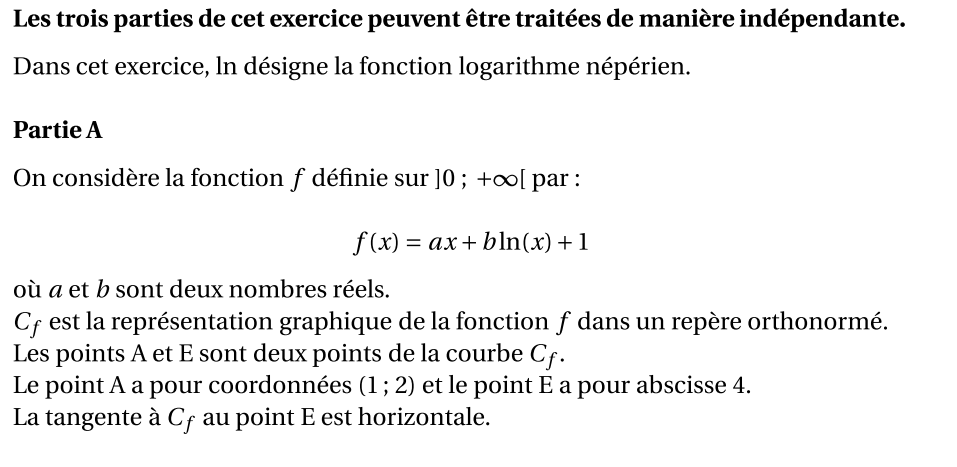 Les trois parties de cet exercice peuvent être traitées de manière indépendante.
Dans cet exercice, ln désigne la fonction logarithme népérien.
Partie A
On considère la fonction f définie sur ]0 ; +∞[ par :
f(x) = ax + b ln(x) + 1
où a et b sont deux nombres réels.
C_f est la représentation graphique de la fonction f dans un repère orthonormé.
Les points A et E sont deux points de la courbe C_f.
Le point A a pour coordonnées (1 ; 2) et le point E a pour abscisse 4.
La tangente à C_f au point E est horizontale.